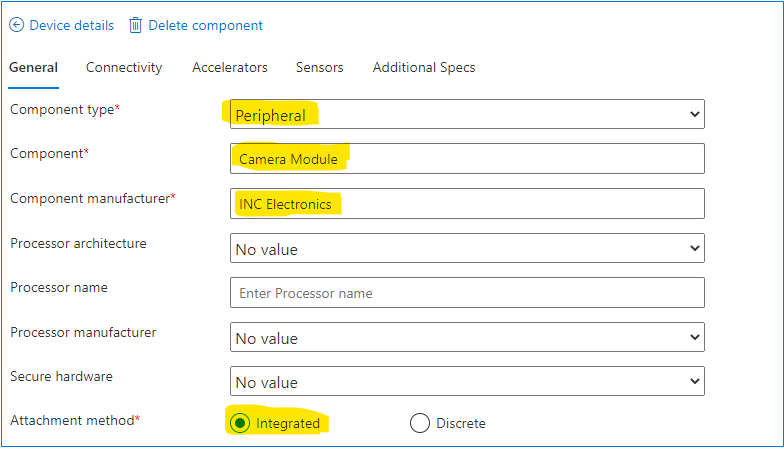 Device details Delete component
General Connectivity Accelerators Sensors Additional Specs
Component type* Peripheral
Component* Camera Module
Component manufacturer* INC Electronics
Processor architecture No value
Processor name Enter Processor name
Processor manufacturer No value
Secure hardware No value
Attachment method* Integrated Discrete